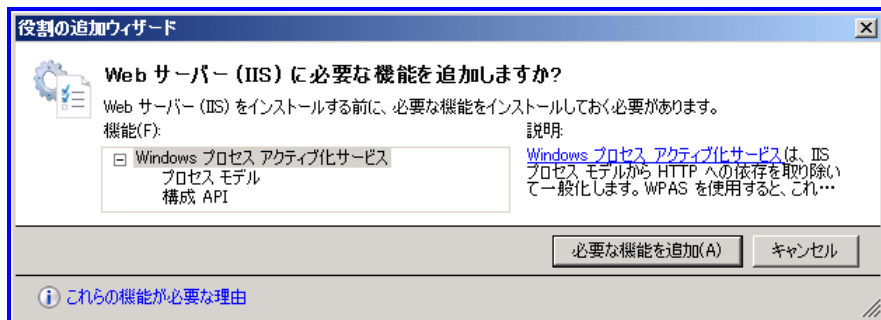 役割の追加ウィザード
Web サーバー (IIS) に必要な機能を追加しますか?
Web サーバー (IIS) をインストールする前に、必要な機能をインストールしておく必要があります。
機能(F):
Windows プロセス アクティブ化サービス
プロセス モデル
構成 API
説明:
Windows プロセス アクティブ化サービスは、IIS
プロセス モデルから HTTP への依存を取り除い
て一般化します。WPAS を使用すると、これ…
必要な機能を追加(A)
キャンセル
これらの機能が必要な理由